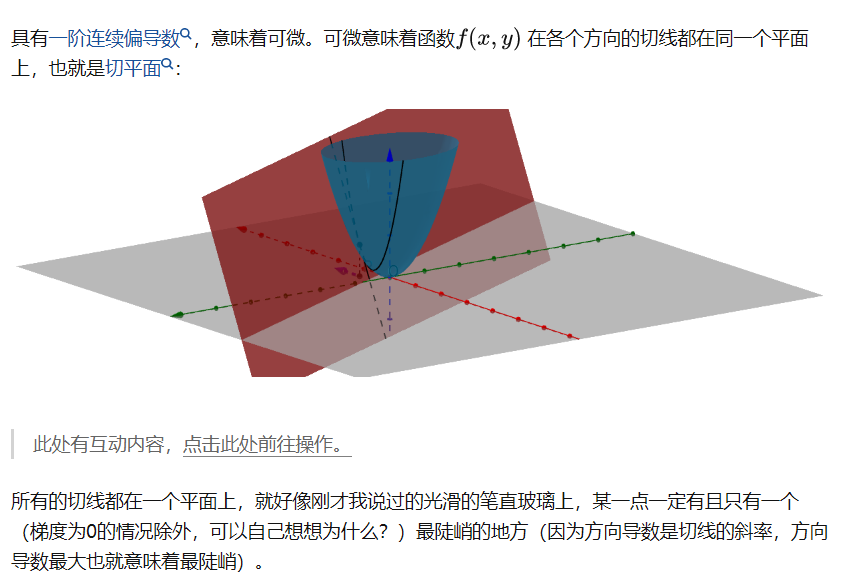 具有一阶连续偏导数，意味着可微。可微意味着函数f(x, y) 在各个方向的切线都在同一个平面
上，也就是切平面：
此处有互动内容，点击此处前往操作。
所有的切线都在一个平面上，就好像刚才我说过的光滑的笔直玻璃上，某一点一定有且只有一个
（梯度为0的情况除外，可以自己想想为什么？）最陡峭的地方（因为方向导数是切线的斜率，方向
导数最大也就意味着最陡峭）。